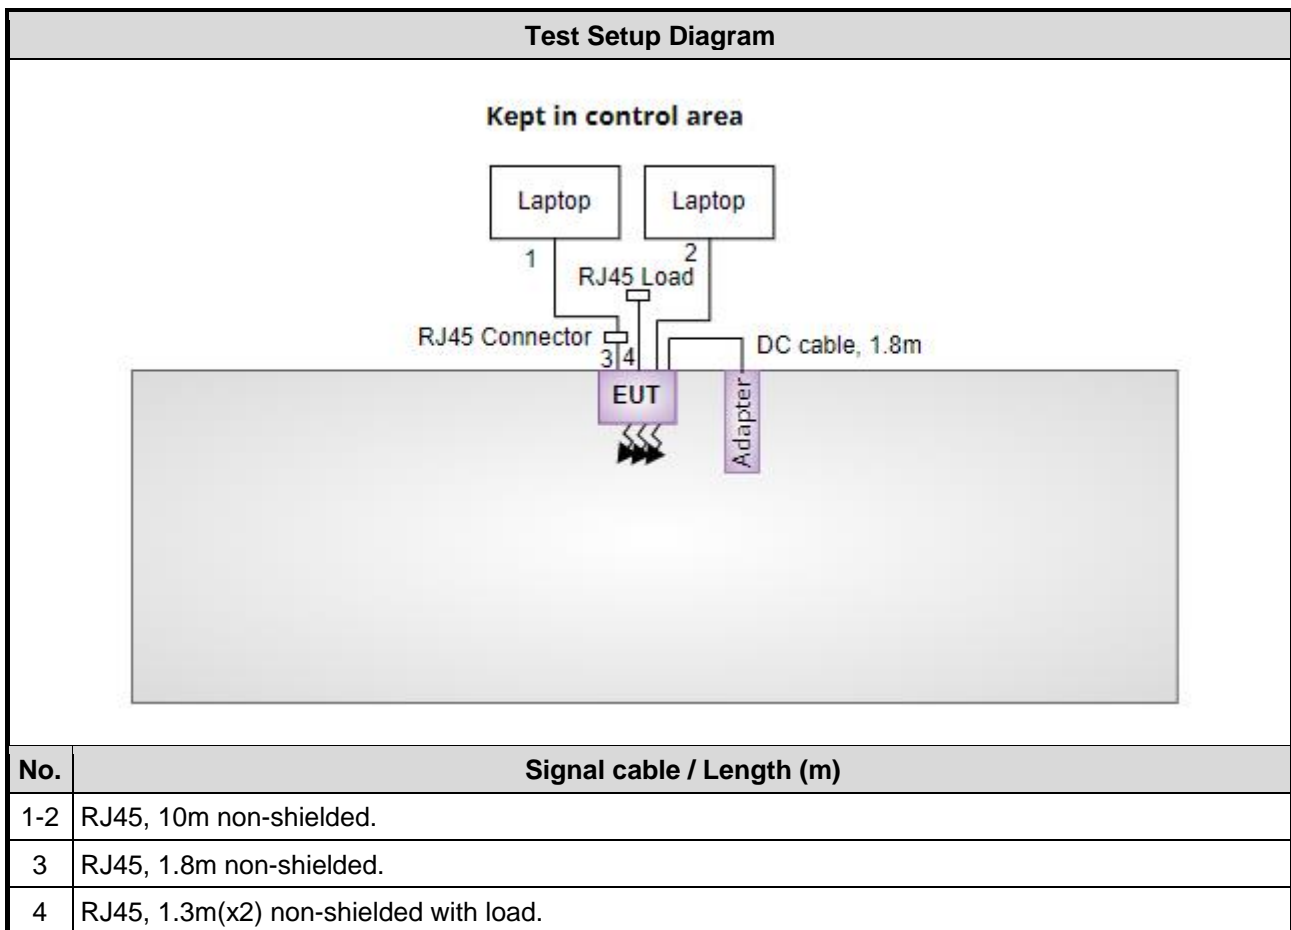 Test Setup Diagram
Kept in control area
Laptop
Laptop
1
2
RJ45 Load
RJ45 Connector
3
4
DC cable, 1.8m
EUT
Adapter
No.
Signal cable / Length (m)
1-2
RJ45, 10m non-shielded.
3
RJ45, 1.8m non-shielded.
4
RJ45, 1.3m(x2) non-shielded with load.